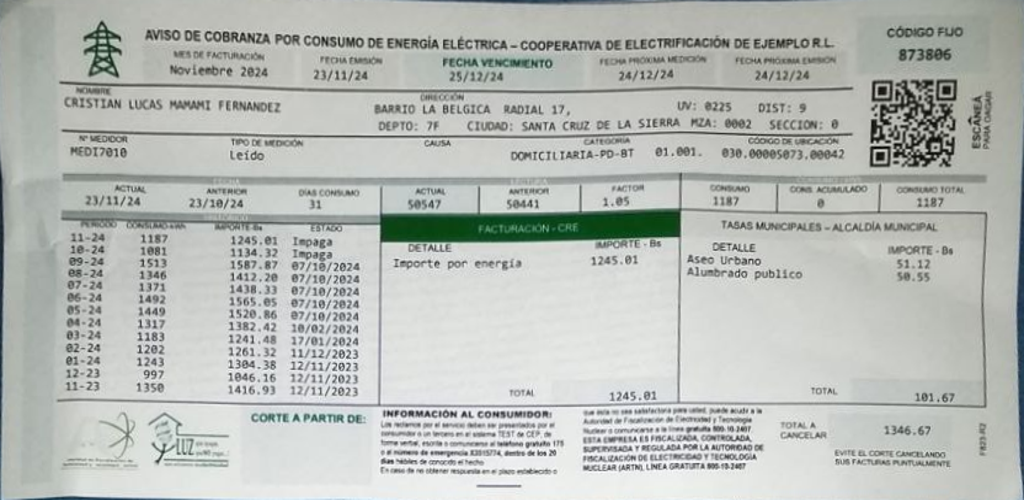 AVISO DE COBRANZA POR CONSUMO DE ENERGÍA ELÉCTRICA – COOPERATIVA DE ELECTRIFICACIÓN DE EJEMPLO R.L.
CÓDIGO FIJO
873806
MES DE FACTURACIÓN FECHA EMISIÓN FECHA VENCIMIENTO FECHA PRÓXIMA MEDICIÓN FECHA PRÓXIMA EMISIÓN
Noviembre 2024 23/11/24 25/12/24 24/12/24 24/12/24
NOMBRE DIRECCIÓN
CRISTIAN LUCAS MAMAMI FERNANDEZ BARRIO LA BELGICA RADIAL 17, UV: 0225 DIST: 9
DEPTO: 7F CIUDAD: SANTA CRUZ DE LA SIERRA MZA: 0002 SECCION: 0
ESCANEÁ
Nº MEDIDOR TIPO DE MEDICIÓN CAUSA CATEGORÍA CÓDIGO DE UBICACIÓN
MEDI7010 Leído DOMICILIARIA-PD-BT 01.001. 030.00005073.00042
ACTUAL ANTERIOR DÍAS CONSUMO ACTUAL ANTERIOR FACTOR CONSUMO CONS. ACUMULADO CONSUMO TOTAL
23/11/24 23/10/24 31 50547 50441 1.05 1187 0 1187
HISTÓRICO
PERIODO CONSUMO-kWh IMPORTE-Bs ESTADO
11-24 1187 1245.01 Impaga
10-24 1081 1134.32 Impaga
09-24 1513 1587.87 07/10/2024
08-24 1346 1412.20 07/10/2024
07-24 1371 1438.33 07/10/2024
06-24 1492 1565.05 07/10/2024
05-24 1449 1520.86 07/10/2024
04-24 1317 1382.42 10/02/2024
03-24 1183 1241.48 17/01/2024
02-24 1202 1261.32 11/12/2023
01-24 1243 1304.38 12/11/2023
12-23 997 1046.16 12/11/2023
11-23 1350 1416.93 12/11/2023
FACTURACIÓN - CRE
DETALLE IMPORTE - Bs
Importe por energía 1245.01
TOTAL 1245.01
TASAS MUNICIPALES – ALCALDÍA MUNICIPAL
DETALLE IMPORTE - Bs
Aseo Urbano 51.12
Alumbrado publico 50.55
TOTAL 101.67
LUZ
CORTE A PARTIR DE:
INFORMACIÓN AL CONSUMIDOR:
Los reclamos por el servicio deben ser presentados por el
consumidor o un tercero en el sistema TEST de CEP, de
forma verbal, escrita o comunicarse al teléfono gratuito 175
o al número de emergencia X3515774, dentro de los 20
días hábiles de conocido el hecho
En caso de no obtener respuesta en el plazo establecido o
que ésta no sea satisfactoria para usted, puede acudir a la
Autoridad de Fiscalización de Electricidad y Tecnología
Nuclear o comunicarse a la línea gratuita 800-10-2407.
ESTA EMPRESA ES FISCALIZADA, CONTROLADA,
SUPERVISADA Y REGULADA POR LA AUTORIDAD DE
FISCALIZACIÓN DE ELECTRICIDAD Y TECNOLOGÍA
NUCLEAR (ARTN), LÍNEA GRATUITA 800-10-2407
TOTAL A
CANCELAR
1346.67
EVITE EL CORTE CANCELANDO
SUS FACTURAS PUNTUALMENTE